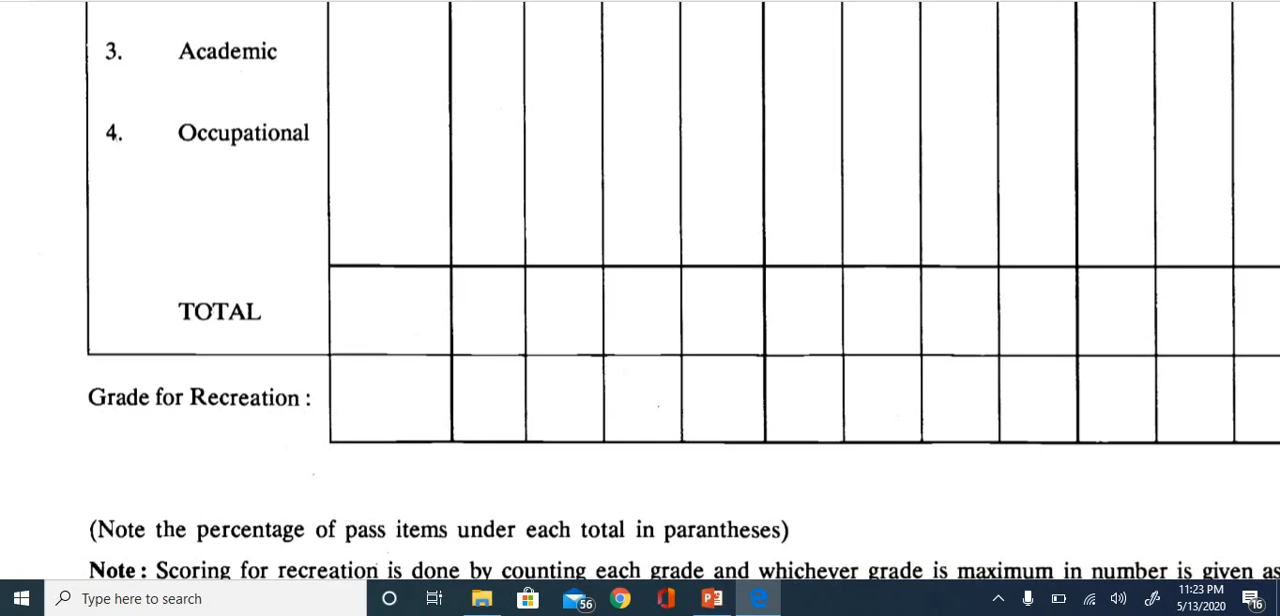 3. Academic
4. Occupational
TOTAL
Grade for Recreation :
(Note the percentage of pass items under each total in parantheses)
Note : Scoring for recreation is done by counting each grade and whichever grade is maximum in number is given as
Type here to search
56
11:23 PM
5/13/2020
16